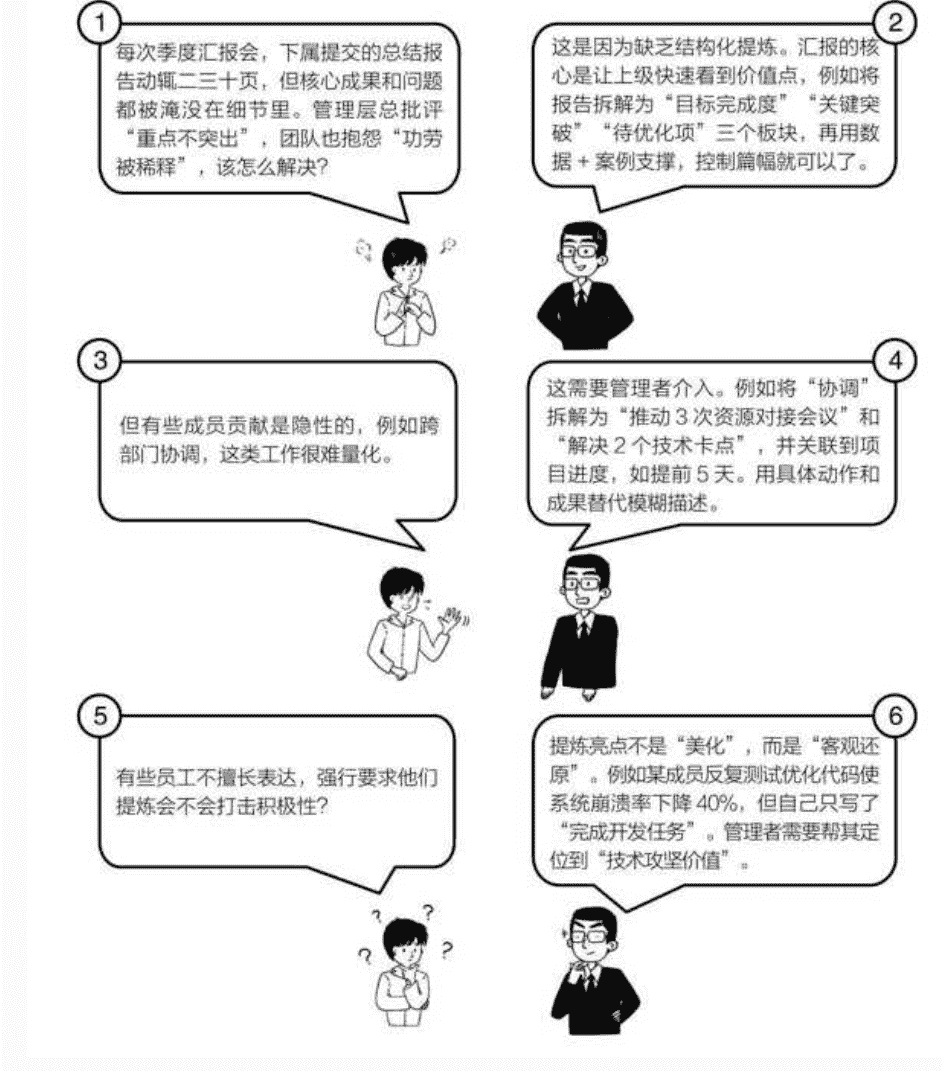 1
每次季度汇报会，下属提交的总结报
告动辄二三十页，但核心成果和问题
都被淹没在细节里。管理层总批评
“重点不突出”，团队也抱怨“功劳
被稀释”，该怎么解决？
2
这是因为缺乏结构化提炼。汇报的核
心是让上级快速看到价值点，例如将
报告拆解为“目标完成度”“关键突
破”“待优化项”三个板块，再用数
据+案例支撑，控制篇幅就可以了。
3
但有些成员贡献是隐性的，例如跨
部门协调，这类工作很难量化。
4
这需要管理者介入。例如将“协调”
拆解为“推动3次资源对接会议”和
“解决2个技术卡点”，并关联到项
目进度，如提前5天。用具体动作和
成果替代模糊描述。
5
有些员工不擅长表达，强行要求他们
提炼会不会打击积极性？
6
提炼亮点不是“美化”，而是“客观还
原”。例如某成员反复测试优化代码使
系统崩溃率下降40%，但自己只写了
“完成开发任务”。管理者需要帮其定
位到“技术攻坚价值”。